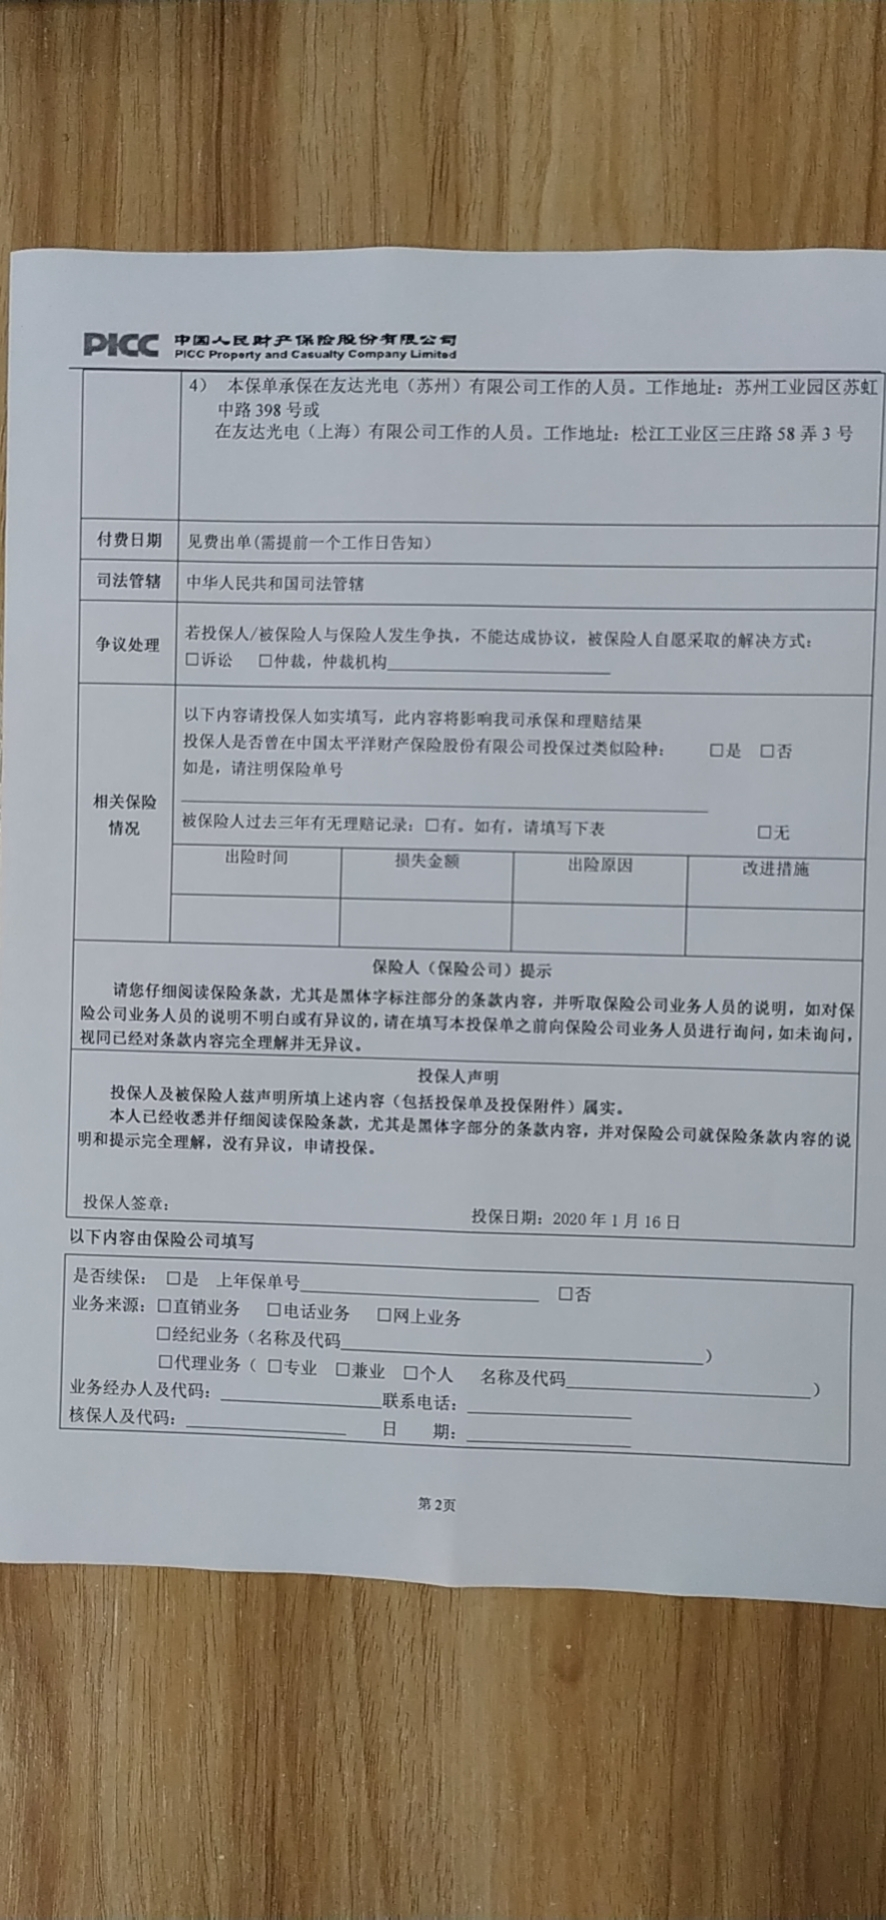 PICC 中国人民财产保险股份有限公司
PICC Property and Casualty Company Limited
4） 本保单承保在友达光电（苏州）有限公司工作的人员。工作地址：苏州工业园区苏虹
中路 398 号或
在友达光电（上海）有限公司工作的人员。工作地址：松江工业区三庄路 58 弄 3 号
付费日期 见费出单(需提前一个工作日告知）
司法管辖 中华人民共和国司法管辖
争议处理
若投保人/被保险人与保险人发生争执，不能达成协议，被保险人自愿采取的解决方式：
□诉讼 □仲裁，仲裁机构
相关保险
情况
以下内容请投保人如实填写，此内容将影响我司承保和理赔结果
投保人是否曾在中国太平洋财产保险股份有限公司投保过类似险种： □是 □否
如是，请注明保险单号
被保险人过去三年有无理赔记录：□有。如有，请填写下表 □无
出险时间 损失金额 出险原因 改进措施
保险人（保险公司）提示
请您仔细阅读保险条款，尤其是黑体字标注部分的条款内容，并听取保险公司业务人员的说明，如对保
险公司业务人员的说明不明白或有异议的，请在填写本投保单之前向保险公司业务人员进行询问，如未询问，
视同已经对条款内容完全理解并无异议。
投保人声明
投保人及被保险人兹声明所填上述内容（包括投保单及投保附件）属实。
本人已经收悉并仔细阅读保险条款，尤其是黑体字部分的条款内容，并对保险公司就保险条款内容的说
明和提示完全理解，没有异议，申请投保。
投保人签章： 投保日期：2020 年 1 月 16 日
以下内容由保险公司填写
是否续保： □是 上年保单号 □否
业务来源：□直销业务 □电话业务 □网上业务
□经纪业务（名称及代码 ）
□代理业务（ □专业 □兼业 □个人 名称及代码 ）
业务经办人及代码： 联系电话：
核保人及代码： 日 期：
第 2页